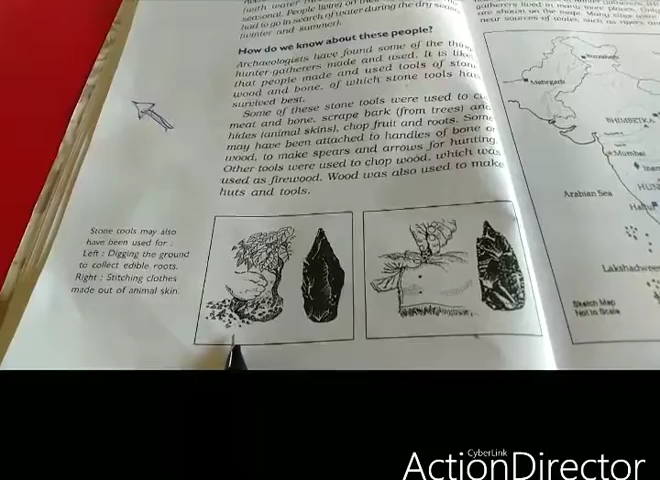 seasonal. People living on
had to go in search of water during the dry
(winter and summer).
How do we know about these people?
Archaeologists have found some of the
hunter-gatherers made and used. It is
that people made and used tools of
wood and bone, of which stone tools
survived best.
Some of these stone tools were used to
meat and bone, scrape bark (from trees) and
hides (animal skins), chop fruit and roots. Some
may have been attached to handles of bone or
wood, to make spears and arrows for hunting.
Other tools were used to chop wood, which was
used as firewood. Wood was also used to make
huts and tools.
Stone tools may also
have been used for :
Left : Digging the ground
to collect edible roots.
Right : Stitching clothes
made out of animal skin.
Mehrgarh
BHIMBETKA
Mumbai
Arabian Sea
Lakshadweep
Sketch Map
Not to Scale
CyberLink
ActionDirector